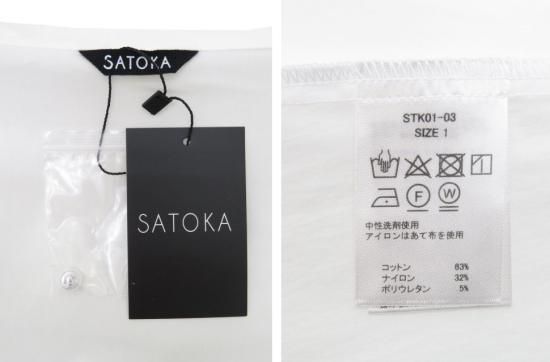 SATOKA
SATOKA
STK01-03
SIZE 1
F
W
中性洗剤使用
アイロンはあて布を使用
コットン 63%
ナイロン 32%
ポリウレタン 5%